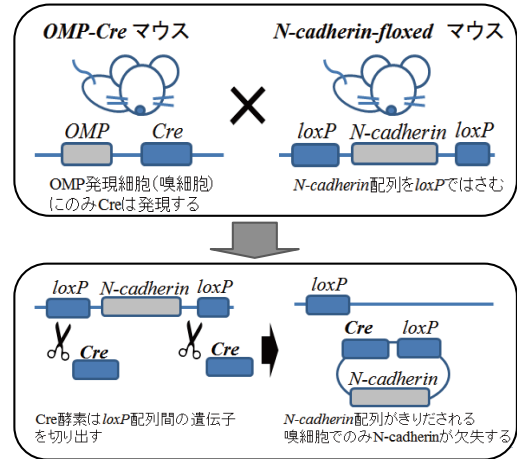 OMP-Cre マウス
N-cadherin-floxed マウス
OMP Cre
loxP N-cadherin loxP
OMP発現細胞（嗅細胞）
にのみCreは発現する
N-cadherin配列をloxPではさむ
loxP N-cadherin loxP
Cre
Cre
Cre酵素はloxP配列間の遺伝子
を切り出す
loxP
Cre loxP
N-cadherin
N-cadherin配列がきりだされる
嗅細胞でのみN-cadherinが欠失する